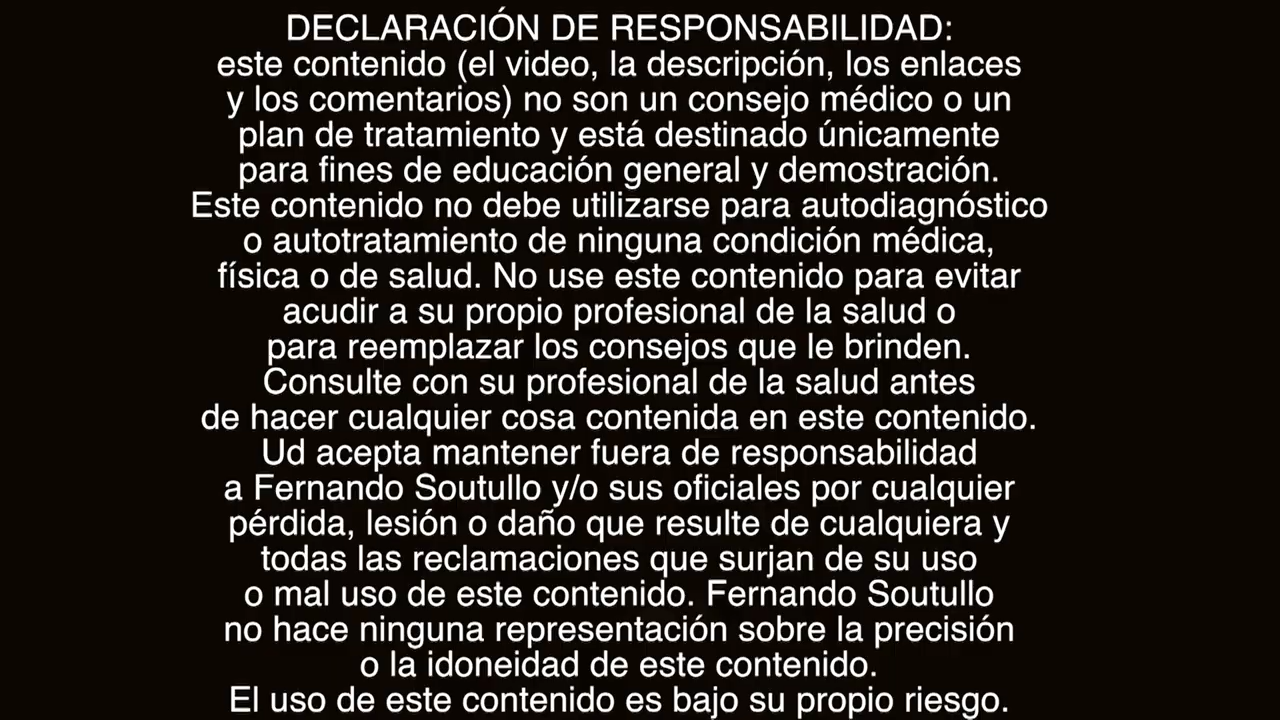 DECLARACIÓN DE RESPONSABILIDAD:
este contenido (el video, la descripción, los enlaces
y los comentarios) no son un consejo médico o un
plan de tratamiento y está destinado únicamente
para fines de educación general y demostración.
Este contenido no debe utilizarse para autodiagnóstico
o autotratamiento de ninguna condición médica,
física o de salud. No use este contenido para evitar
acudir a su propio profesional de la salud o
para reemplazar los consejos que le brinden.
Consulte con su profesional de la salud antes
de hacer cualquier cosa contenida en este contenido.
Ud acepta mantener fuera de responsabilidad
a Fernando Soutullo y/o sus oficiales por cualquier
pérdida, lesión o daño que resulte de cualquiera y
todas las reclamaciones que surjan de su uso
o mal uso de este contenido. Fernando Soutullo
no hace ninguna representación sobre la precisión
o la idoneidad de este contenido.
El uso de este contenido es bajo su propio riesgo.